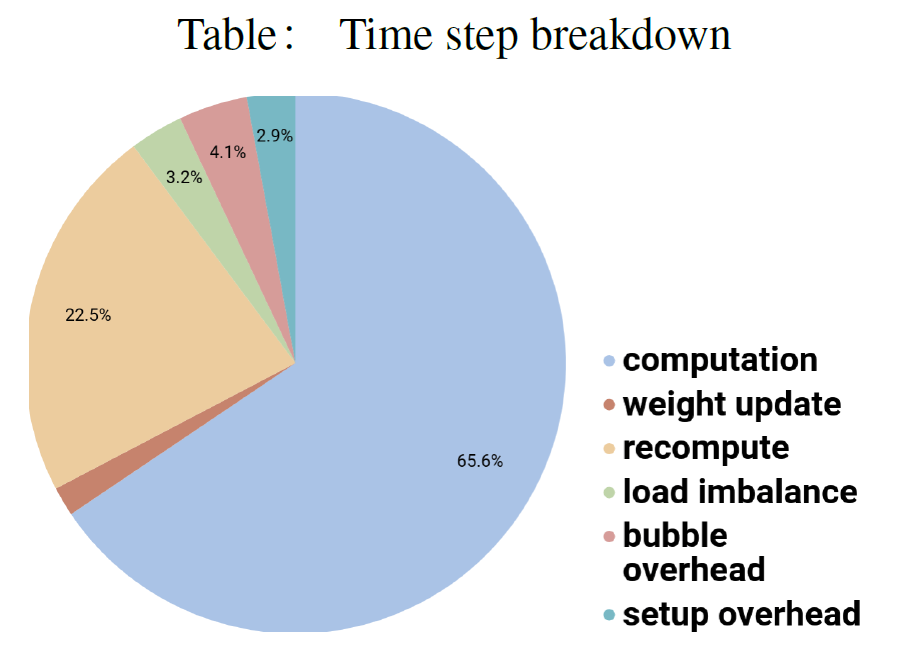 Table: Time step breakdown
2.9%
4.1%
3.2%
22.5%
65.6%
computation
weight update
recompute
load imbalance
bubble
overhead
setup overhead